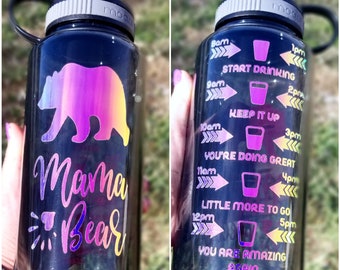 Mama
Bear
8am 1pm
START DRINKING
9am 2pm
KEEP IT UP
10am 3pm
YOU'RE DOING GREAT
11am 4pm
LITTLE MORE TO GO
12pm 5pm
YOU ARE AMAZING